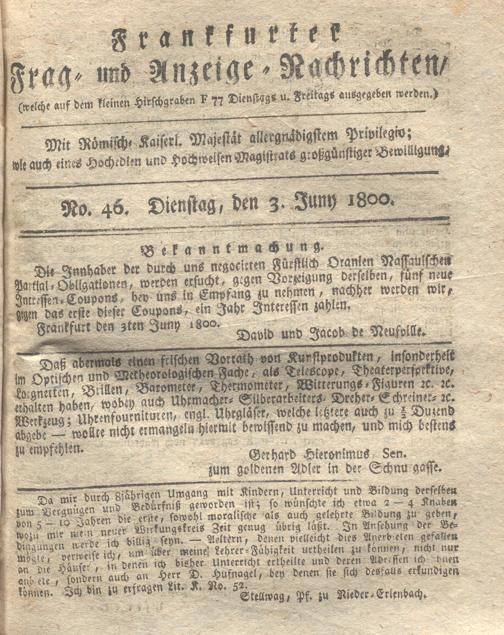 Frankfurter
Frag- und Anzeige-Nachrichten,
(welche auf dem kleinen Hirschgraben F 77 Dienstags u. Freitags ausgegeben werden.)
Mit Römisch-Kaiserl. Majestät allergnädigstem Privilegio;
wie auch eines Hochedlen und Hochweisen Magistrats großgünstiger Bewilligung.
No. 46. Dienstag, den 3. Juny 1800.
Bekanntmachung.
Die Innhaber der durch uns negociirten Fürstlich Oranien Nassauischen
Partial-Obligationen, werden ersucht, gegen Vorzeigung derselben, fünf neue
Interessen-Coupons, bey uns in Empfang zu nehmen, nachher werden wir,
gegen das erste dieser Coupons, ein Jahr Interessen zahlen.
Frankfurt den 3ten Juny 1800.
David und Jacob de Neufville.
Daß abermals einen frischen Vorrath von Kunstprodukten, insonderheit
im Optischen und Metheorologischen-Fache, als Telescope, Theaterperspektive,
Lorgnetten, Brillen, Barometer, Thermometer, Witterungs-Figuren ꝛc. ꝛc.
erhalten haben, wobey auch Uhrmacher- Silberarbeiters- Dreher- Schreiner- ꝛc.
Werkzeug; Uhrenfournituren, engl. Uhrgläser, welche letztere auch zu ½ Duzend
abgebe — wollte nicht ermangeln hiermit bewissend zu machen, und mich bestens
zu empfehlen.
Gerhard Hieronimus Sen.
zum goldenen Adler in der Schnurgasse.
Da mir durch 8jährigen Umgang mit Kindern, Unterricht und Bildung derselben
zum Vergnügen und Bedürfniß geworden ist; so wünschte ich etwa 2 — 4 Knaben
von 5 — 10 Jahren die erste, sowohl moralische als auch gelehrte Bildung zu geben,
wozu mir mein neuer Wirkungskreis Zeit genug übrig läßt. In Ansehung der Be-
dingungen werde ich billig seyn. — Aeltern, denen vielleicht dies Anerbieten gefallen
mögte, verweise ich, um über meine Lehrer-Fähigkeit urtheilen zu können, nicht nur
an die Häuser, in denen ich bisher Unterricht ertheilte und deren Adressen ich ihnen
anbiete, sondern auch an Herr D. Hufnagel, bey denen sie sich desfalls erkundigen
können. Ich bin zu erfragen Lit. K. No. 52.
Stellwag, Pf. zu Nieder-Erlenbach.